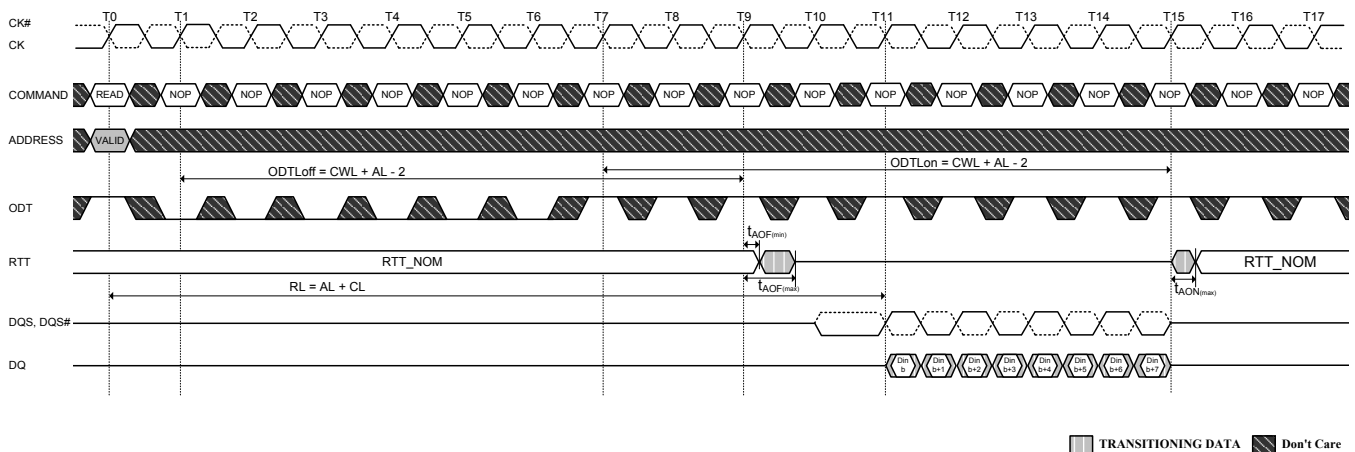 CK# T0 T1 T2 T3 T4 T5 T6 T7 T8 T9 T10 T11 T12 T13 T14 T15 T16 T17
CK
COMMAND READ NOP NOP NOP NOP NOP NOP NOP NOP NOP NOP NOP NOP NOP NOP NOP NOP NOP
ADDRESS VALID
ODTLoff = CWL + AL - 2 ODTLon = CWL + AL - 2
ODT
tAOF(min)
RTT RTT_NOM RTT_NOM
tAOF(max) tAON(max)
RL = AL + CL
DQS, DQS#
DQ Din b Din b+1 Din b+2 Din b+3 Din b+4 Din b+5 Din b+6 Din b+7
TRANSITIONING DATA Don't Care